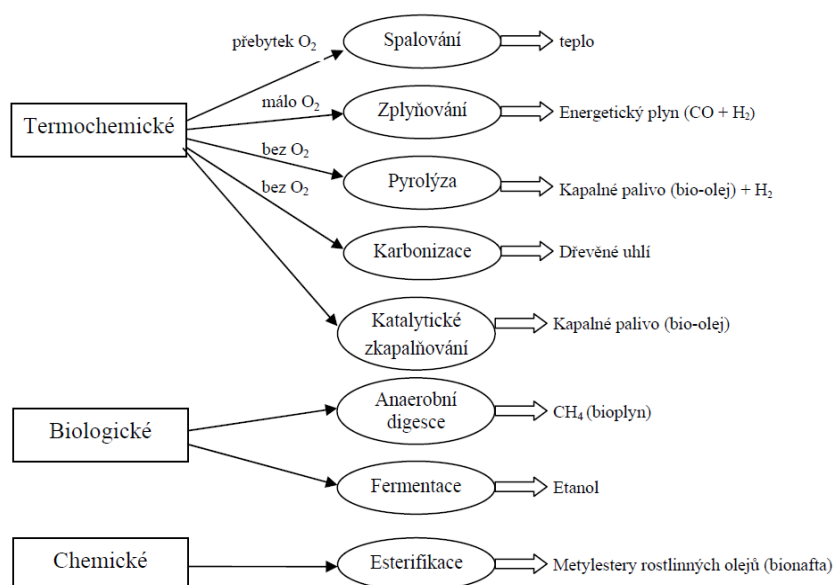 přebytek O₂
Spalování
teplo
Termochemické
málo O₂
Zplyňování
Energetický plyn (CO + H₂)
bez O₂
Pyrolýza
Kapalné palivo (bio-olej) + H₂
bez O₂
Karbonizace
Dřevěné uhlí
Katalytické
zkapalňování
Kapalné palivo (bio-olej)
Biologické
Anaerobní
digesce
CH₄ (bioplyn)
Fermentace
Etanol
Chemické
Esterifikace
Metylestery rostlinných olejů (bionafta)